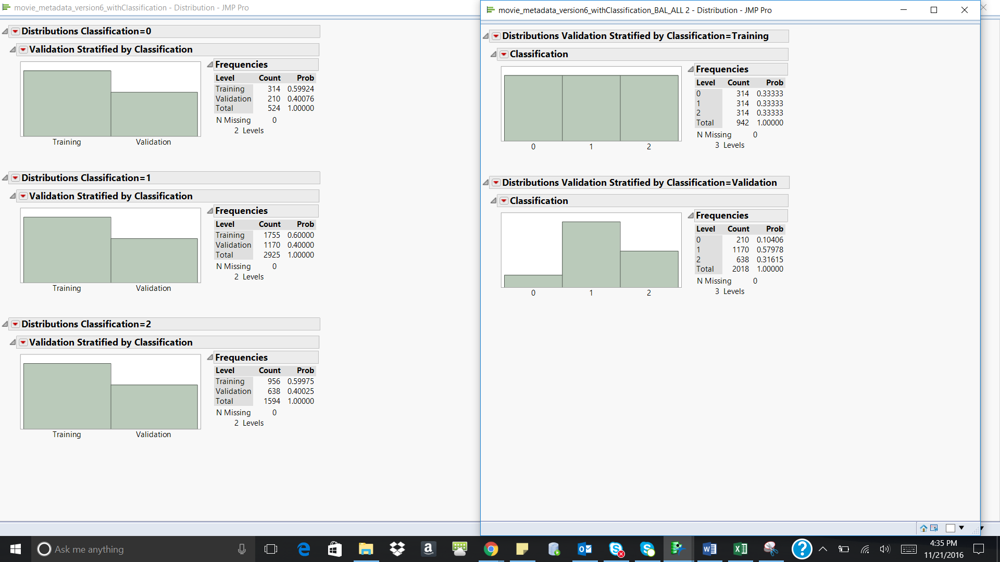 movie_metadata_version6_withClassification - Distribution - JMP Pro
Distributions Classification=0
Validation Stratified by Classification
Training Validation
Frequencies
Level Count Prob
Training 314 0.59924
Validation 210 0.40076
Total 524 1.00000
N Missing 0
2 Levels
Distributions Classification=1
Validation Stratified by Classification
Training Validation
Frequencies
Level Count Prob
Training 1755 0.60000
Validation 1170 0.40000
Total 2925 1.00000
N Missing 0
2 Levels
Distributions Classification=2
Validation Stratified by Classification
Training Validation
Frequencies
Level Count Prob
Training 956 0.59975
Validation 638 0.40025
Total 1594 1.00000
N Missing 0
2 Levels
movie_metadata_version6_withClassification_BAL_ALL 2 - Distribution - JMP Pro
Distributions Validation Stratified by Classification=Training
Classification
0 1 2
Frequencies
Level Count Prob
0 314 0.33333
1 314 0.33333
2 314 0.33333
Total 942 1.00000
N Missing 0
3 Levels
Distributions Validation Stratified by Classification=Validation
Classification
0 1 2
Frequencies
Level Count Prob
0 210 0.10406
1 1170 0.57978
2 638 0.31615
Total 2018 1.00000
N Missing 0
3 Levels
Ask me anything
4:35 PM
11/21/2016